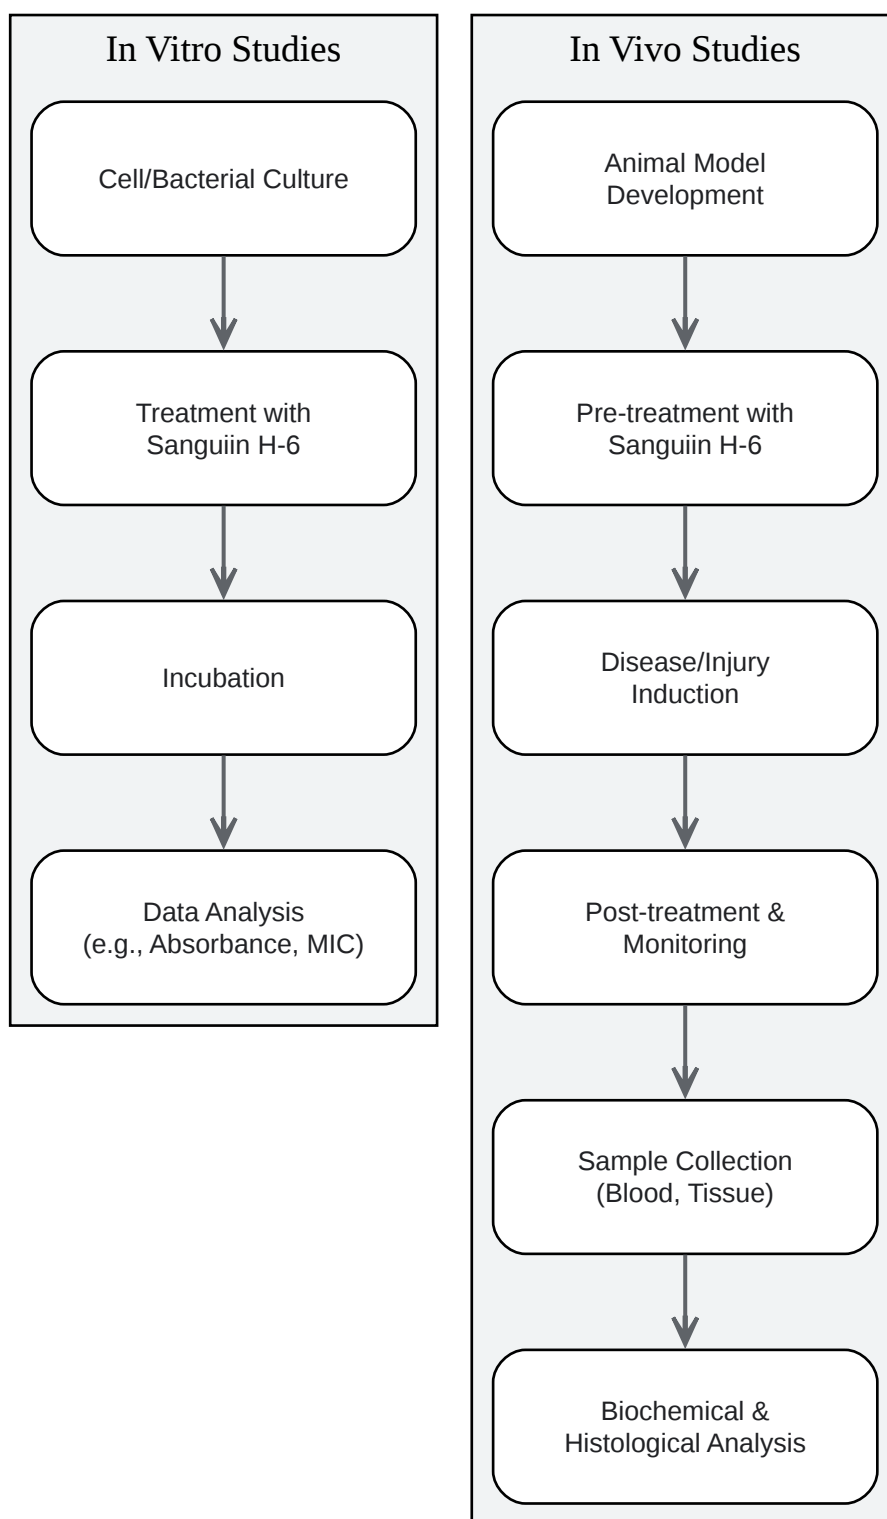 In Vitro Studies
Cell/Bacterial Culture
Treatment with
Sanguiin H-6
Incubation
Data Analysis
(e.g., Absorbance, MIC)
In Vivo Studies
Animal Model
Development
Pre-treatment with
Sanguiin H-6
Disease/Injury
Induction
Post-treatment &
Monitoring
Sample Collection
(Blood, Tissue)
Biochemical &
Histological Analysis